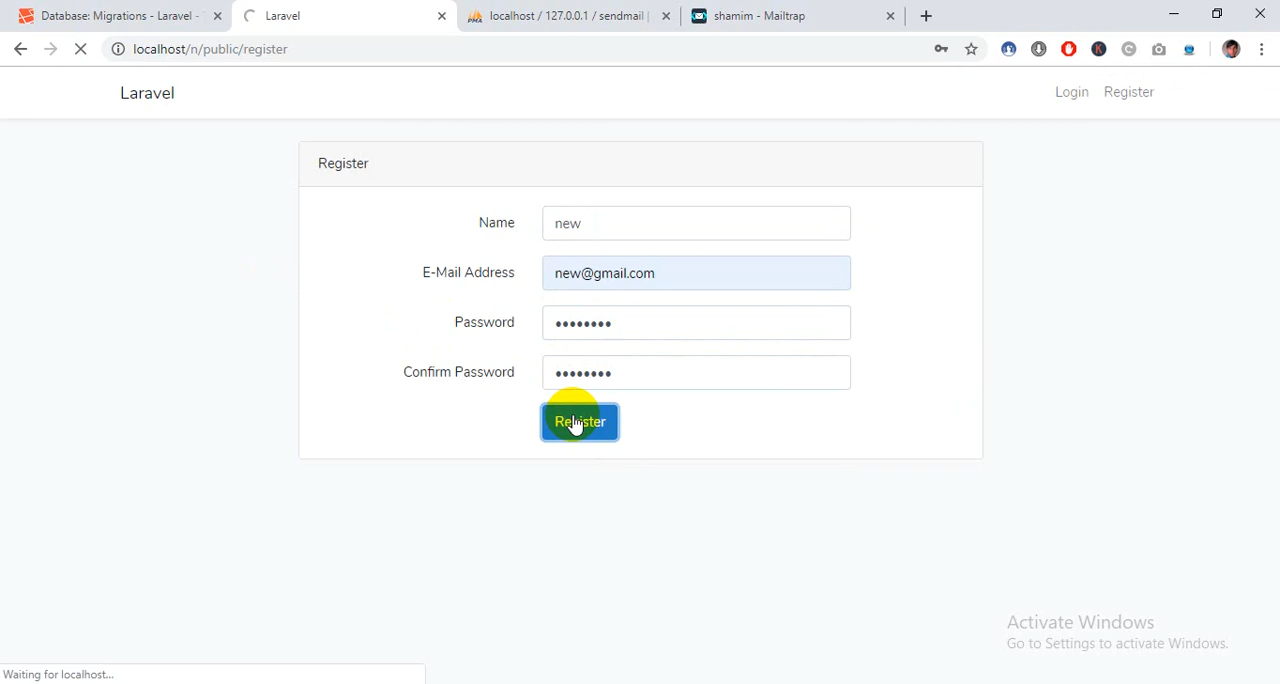 Database: Migrations - Laravel -
Laravel
localhost / 127.0.0.1 / sendmail |
shamim - Mailtrap
localhost/n/public/register
Laravel
Login Register
Register
Name new
E-Mail Address new@gmail.com
Password ••••••••
Confirm Password ••••••••
Register
Activate Windows
Go to Settings to activate Windows.
Waiting for localhost...